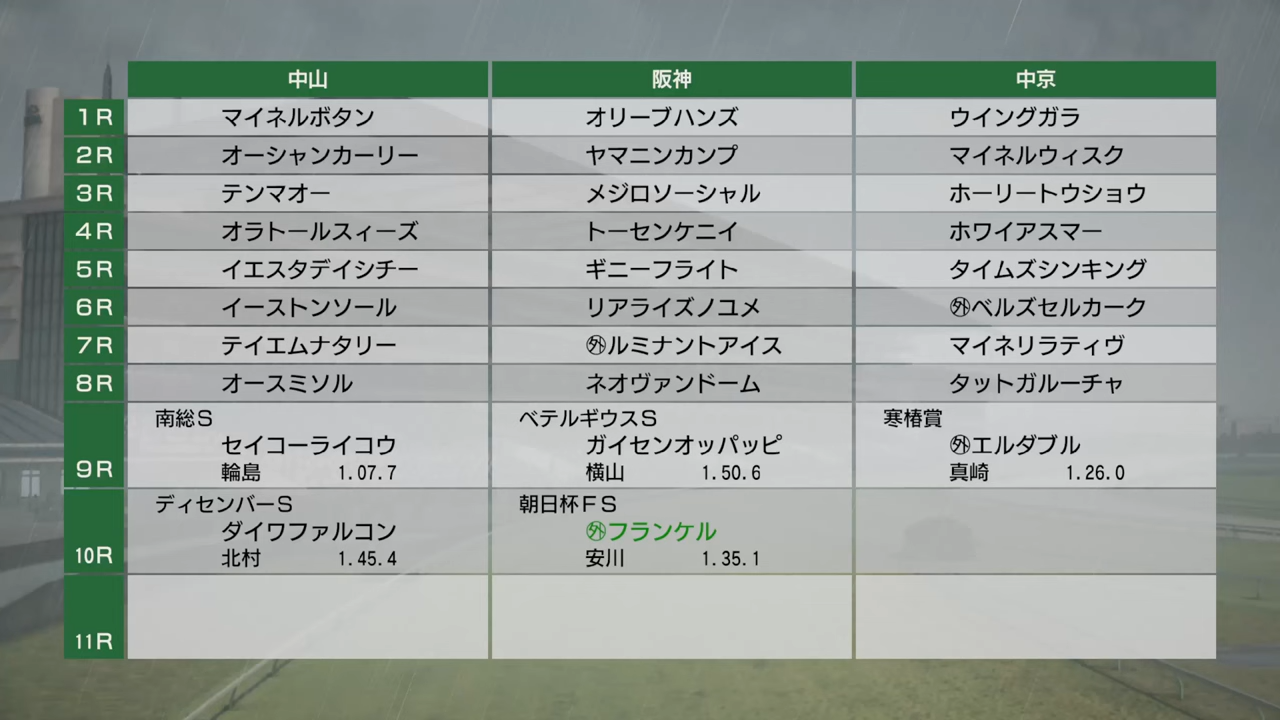 中山 阪神 中京
1R マイネルボタン オリーブハンズ ウイングガラ
2R オーシャンカーリー ヤマニンカンプ マイネルウィスク
3R テンマオー メジロソーシャル ホーリートウショウ
4R オラトールスィーズ トーセンケニイ ホワイアスマー
5R イエスタデイシチー ギニーフライト タイムズシンキング
6R イーストンソール リアライズノユメ ㊕ベルズセルカーク
7R テイエムナタリー ㊕ルミナントアイス マイネリラティヴ
8R オースミソル ネオヴァンドーム タットガルーチャ
南総S ベテルギウスS 寒椿賞
セイコーライコウ ガイセンオッパッピ 外エルダブル
9R 輪島 1.07.7 横山 1.50.6 真崎 1.26.0
ディセンバーS 朝日杯FS
ダイワファルコン 外フランケル
10R 北村 1.45.4 安川 1.35.1
11R